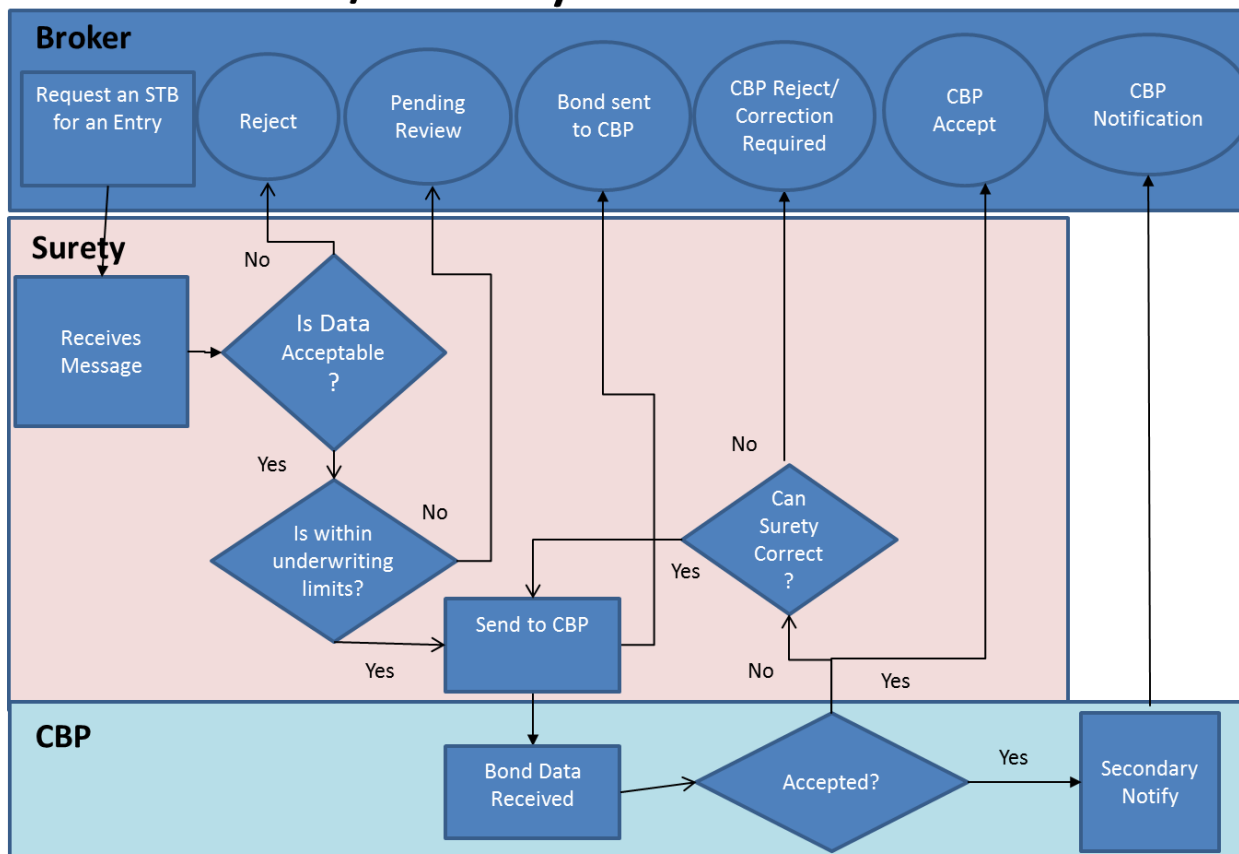 Broker
Request an STB
for an Entry
Reject
Pending
Review
Bond sent
to CBP
CBP Reject/
Correction
Required
CBP
Accept
CBP
Notification
Surety
No
Receives
Message
Is Data
Acceptable
?
Yes
No
Is within
underwriting
limits?
No
Can
Surety
Correct
?
Yes
Send to CBP
Yes
No
Yes
CBP
Bond Data
Received
Accepted?
Yes
Secondary
Notify